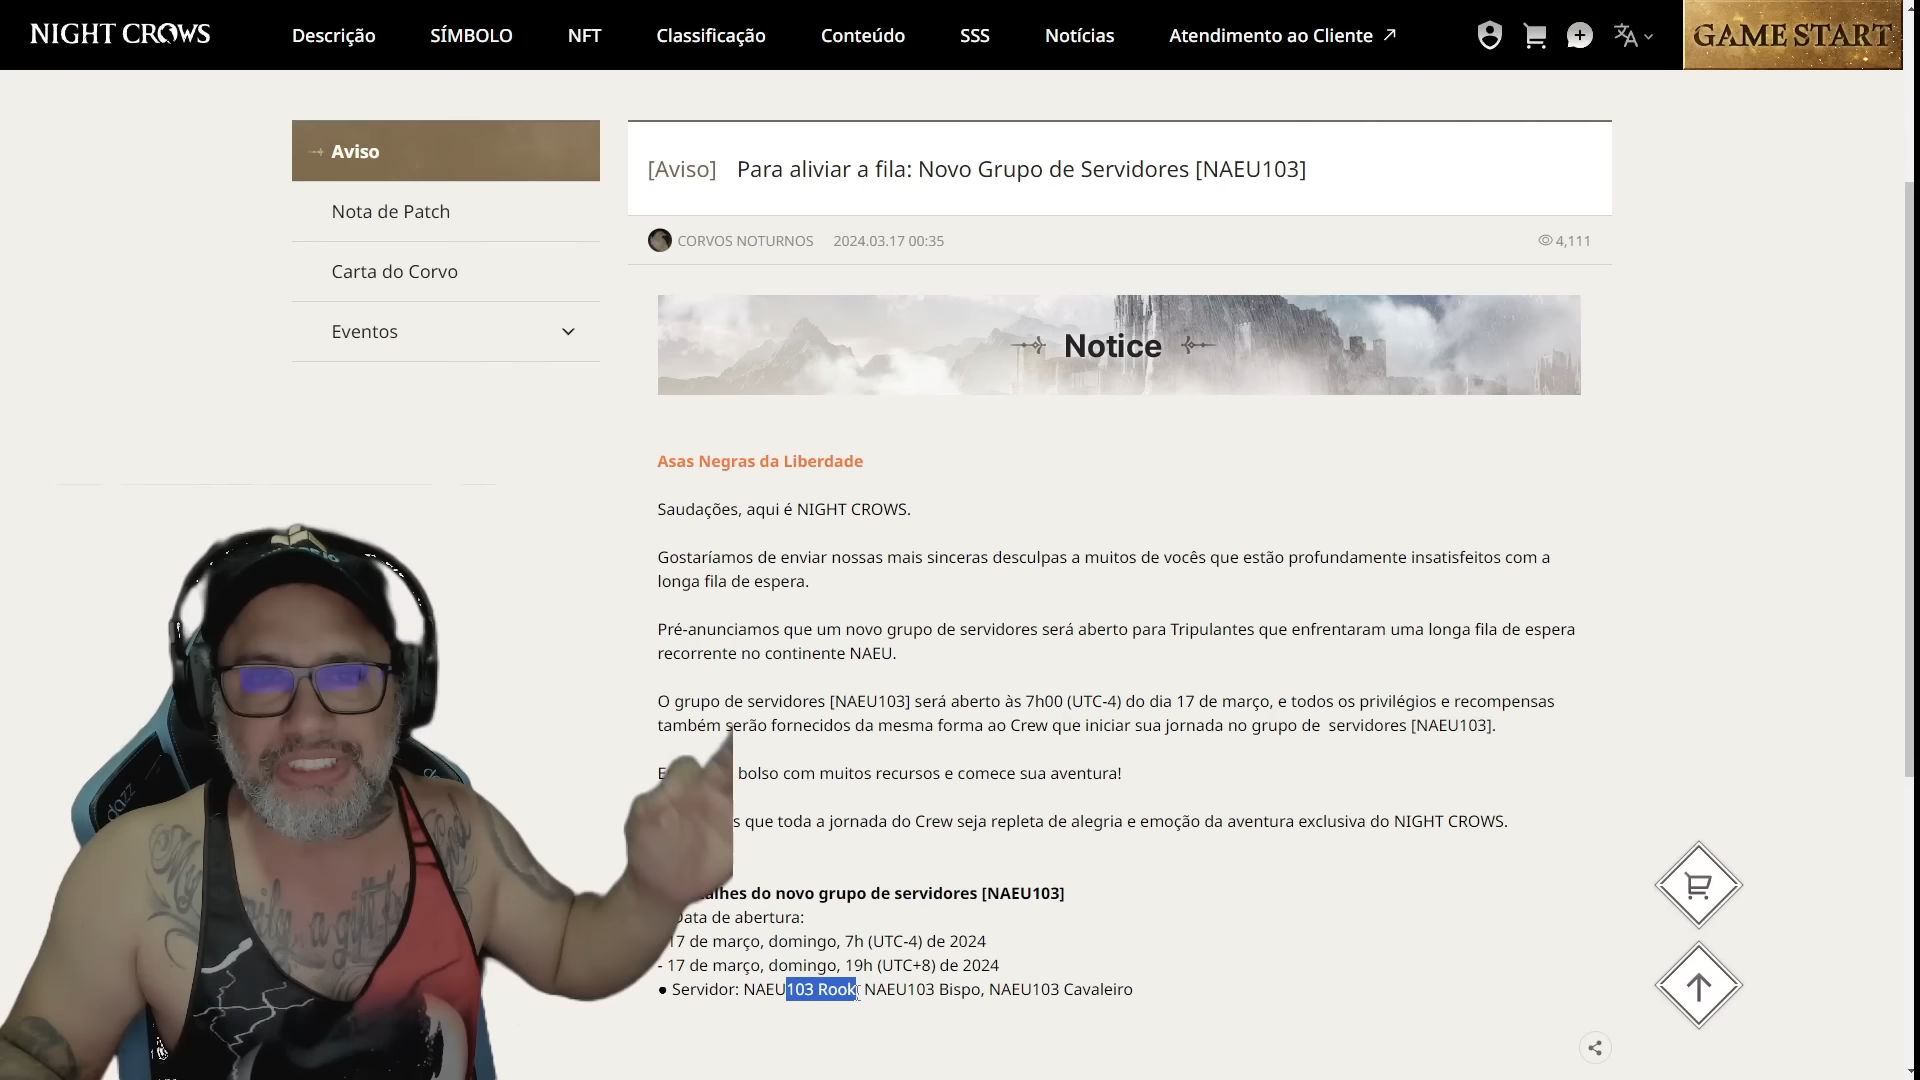 NIGHT CROWS
Descrição
SÍMBOLO
NFT
Classificação
Conteúdo
SSS
Notícias
Atendimento ao Cliente
GAME START
Aviso
Nota de Patch
Carta do Corvo
Eventos
[Aviso] Para aliviar a fila: Novo Grupo de Servidores [NAEU103]
CORVOS NOTURNOS 2024.03.17 00:35
4,111
Notice
Asas Negras da Liberdade
Saudações, aqui é NIGHT CROWS.
Gostaríamos de enviar nossas mais sinceras desculpas a muitos de vocês que estão profundamente insatisfeitos com a
longa fila de espera.
Pré-anunciamos que um novo grupo de servidores será aberto para Tripulantes que enfrentaram uma longa fila de espera
recorrente no continente NAEU.
O grupo de servidores [NAEU103] será aberto às 7h00 (UTC-4) do dia 17 de março, e todos os privilégios e recompensas
também serão fornecidos da mesma forma ao Crew que iniciar sua jornada no grupo de servidores [NAEU103].
bolso com muitos recursos e comece sua aventura!
que toda a jornada do Crew seja repleta de alegria e emoção da aventura exclusiva do NIGHT CROWS.
do novo grupo de servidores [NAEU103]
Data de abertura:
17 de março, domingo, 7h (UTC-4) de 2024
- 17 de março, domingo, 19h (UTC+8) de 2024
● Servidor: NAEU103 Rook, NAEU103 Bispo, NAEU103 Cavaleiro